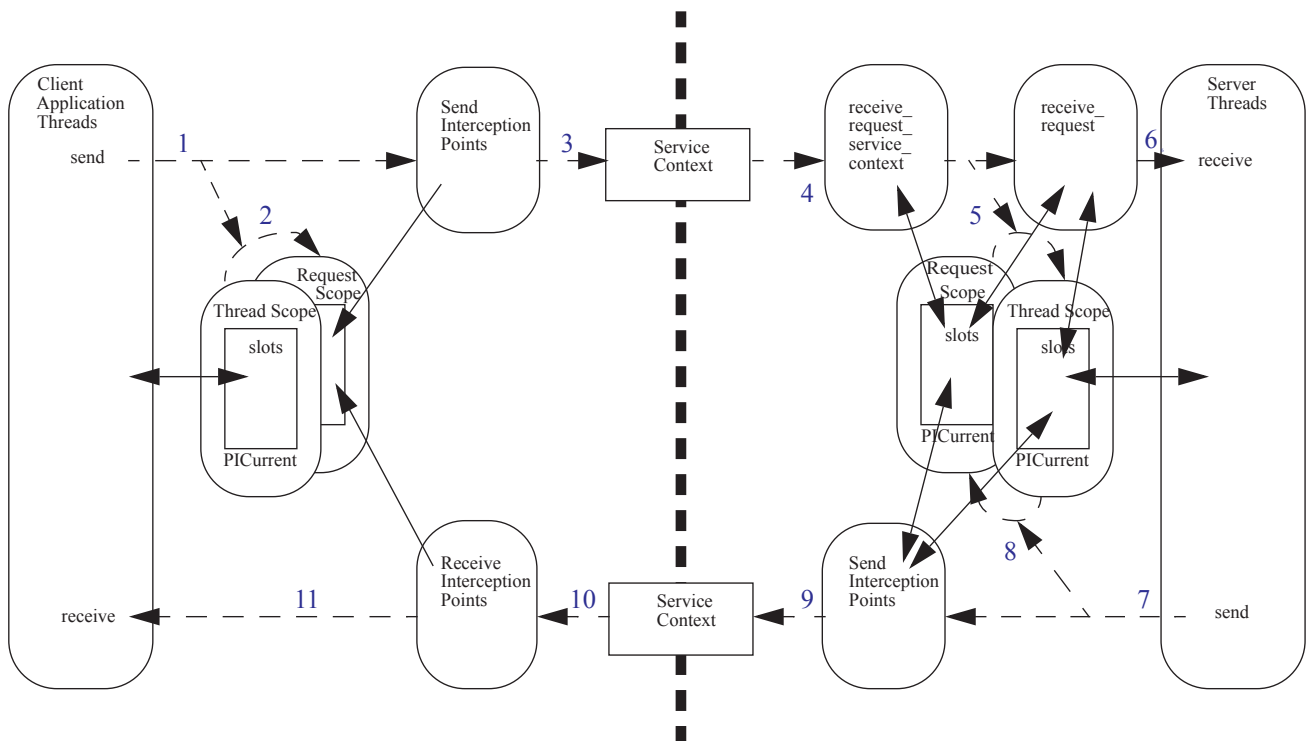 Client
Application
Threads
send
1
2
Request
Scope
Thread Scope
slots
PICurrent
receive
11
Send
Interception
Points
3
Receive
Interception
Points
10
Service
Context
Service
Context
receive_
request_
service_
context
4
receive_
request_
5
6
Request
Scope
slots
PICurrent
Thread Scope
slots
PICurrent
8
Send
Interception
Points
9
7
Server
Threads
receive
send